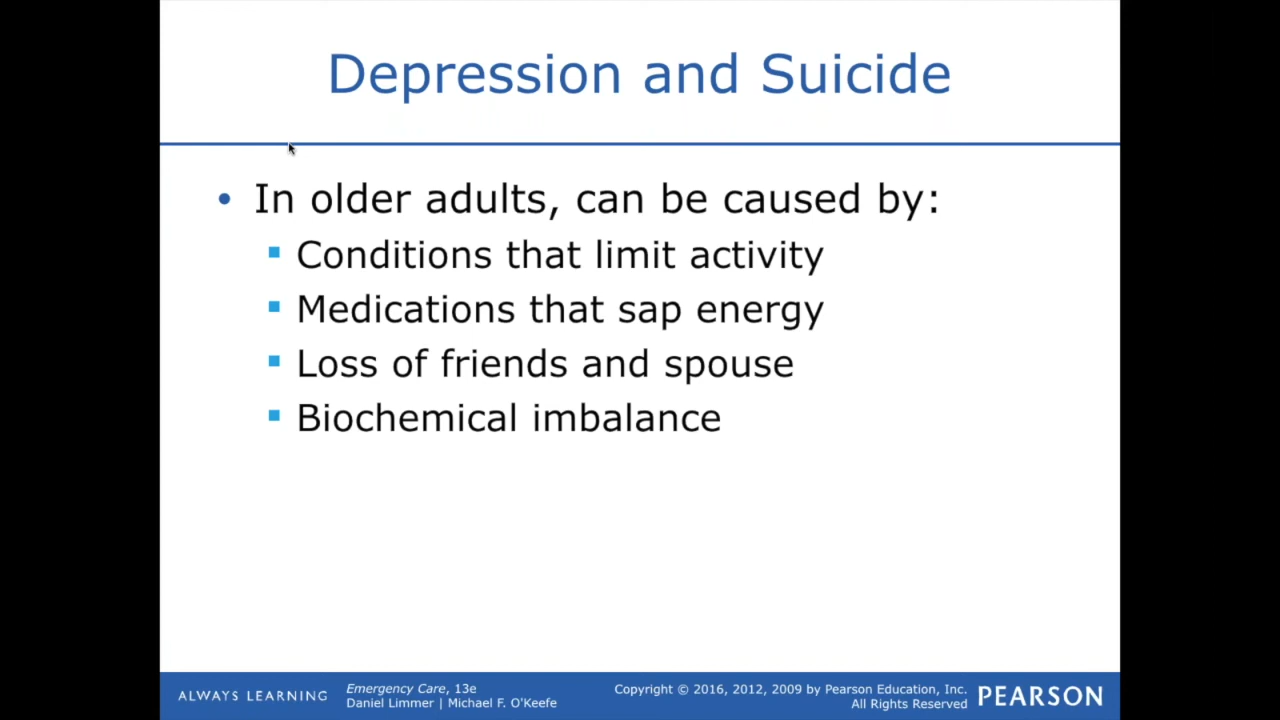 Depression and Suicide
• In older adults, can be caused by:
▪ Conditions that limit activity
▪ Medications that sap energy
▪ Loss of friends and spouse
▪ Biochemical imbalance
ALWAYS LEARNING
Emergency Care, 13e
Daniel Limmer | Michael F. O'Keefe
Copyright © 2016, 2012, 2009 by Pearson Education, Inc.
All Rights Reserved
PEARSON